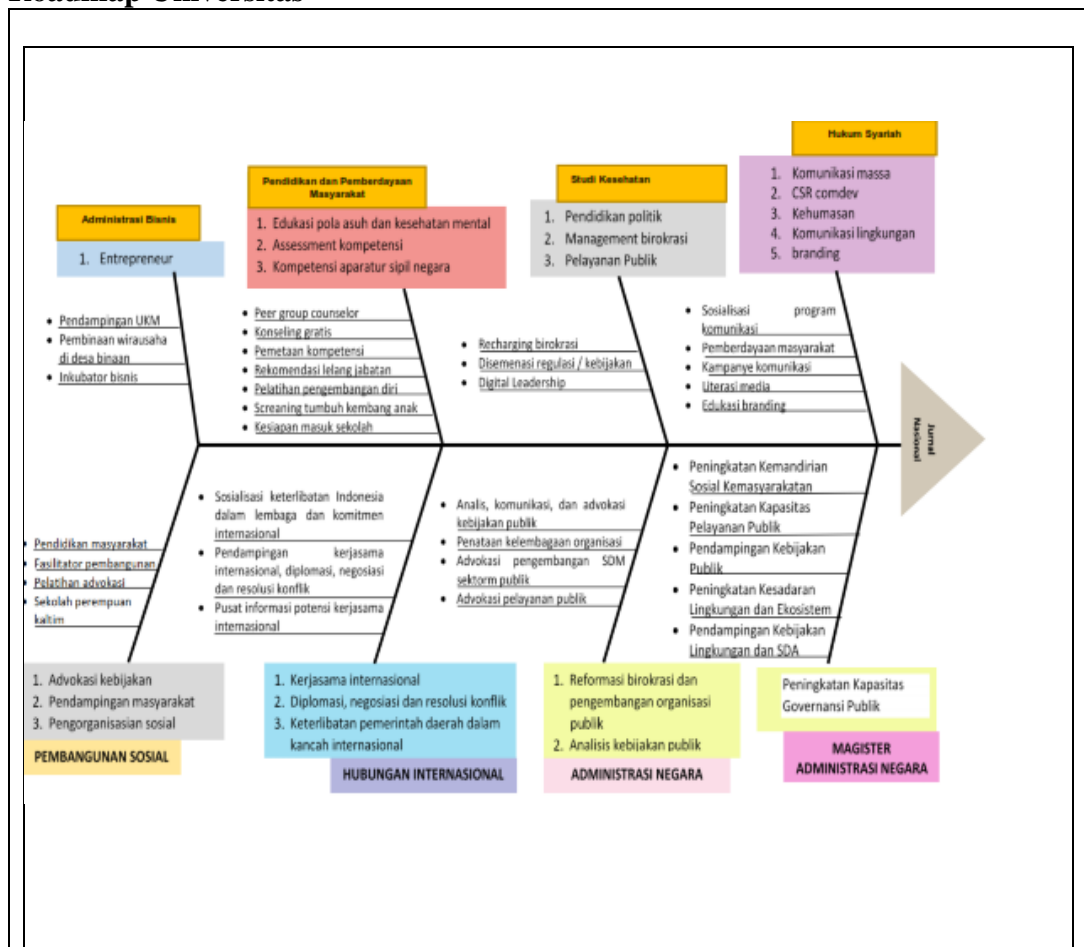 Roadmap Universitas
Administrasi Bisnis
1. Entrepreneur
Pendidikan dan Pemberdayaan
Masyarakat
1. Edukasi pola asuh dan kesehatan mental
2. Assessment kompetensi
3. Kompetensi aparatur sipil negara
Studi Kesehatan
1. Pendidikan politik
2. Management birokrasi
3. Pelayanan Publik
Hukum Syariah
1. Komunikasi massa
2. CSR comdev
3. Kehumasan
4. Komunikasi lingkungan
5. branding
• Pendampingan UKM
• Pembinaan wirausaha
di desa binaan
• Inkubator bisnis
• Peer group counselor
• Konseling gratis
• Pemetaan kompetensi
• Rekomendasi lelang jabatan
• Pelatihan pengembangan diri
• Screaning tumbuh kembang anak
• Kesiapan masuk sekolah
• Recharging birokrasi
• Disemenasi regulasi / kebijakan
• Digital Leadership
• Sosialisasi program
komunikasi
• Pemberdayaan masyarakat
• Kampanye komunikasi
• Literasi media
• Edukasi branding
Jurnal
Nasional
• Pendidikan masyarakat
• Fasilitator pembangunan
• Pelatihan advokasi
• Sekolah perempuan
kaltim
• Sosialisasi keterlibatan Indonesia
dalam lembaga dan komitmen
internasional
• Pendampingan kerjasama
internasional, diplomasi, negosiasi
dan resolusi konflik
• Pusat informasi potensi kerjasama
internasional
• Analis, komunikasi, dan advokasi
kebijakan publik
• Penataan kelembagaan organisasi
• Advokasi pengembangan SDM
sektorm publik
• Advokasi pelayanan publik
• Peningkatan Kemandirian
Sosial Kemasyarakatan
• Peningkatan Kapasitas
Pelayanan Publik
• Pendampingan Kebijakan
Publik
• Peningkatan Kesadaran
Lingkungan dan Ekosistem
• Pendampingan Kebijakan
Lingkungan dan SDA
1. Advokasi kebijakan
2. Pendampingan masyarakat
3. Pengorganisasian sosial
PEMBANGUNAN SOSIAL
1. Kerjasama internasional
2. Diplomasi, negosiasi dan resolusi konflik
3. Keterlibatan pemerintah daerah dalam
kancah internasional
HUBUNGAN INTERNASIONAL
1. Reformasi birokrasi dan
pengembangan organisasi
publik
2. Analisis kebijakan publik
ADMINISTRASI NEGARA
Peningkatan Kapasitas
Governansi Publik
MAGISTER
ADMINISTRASI NEGARA